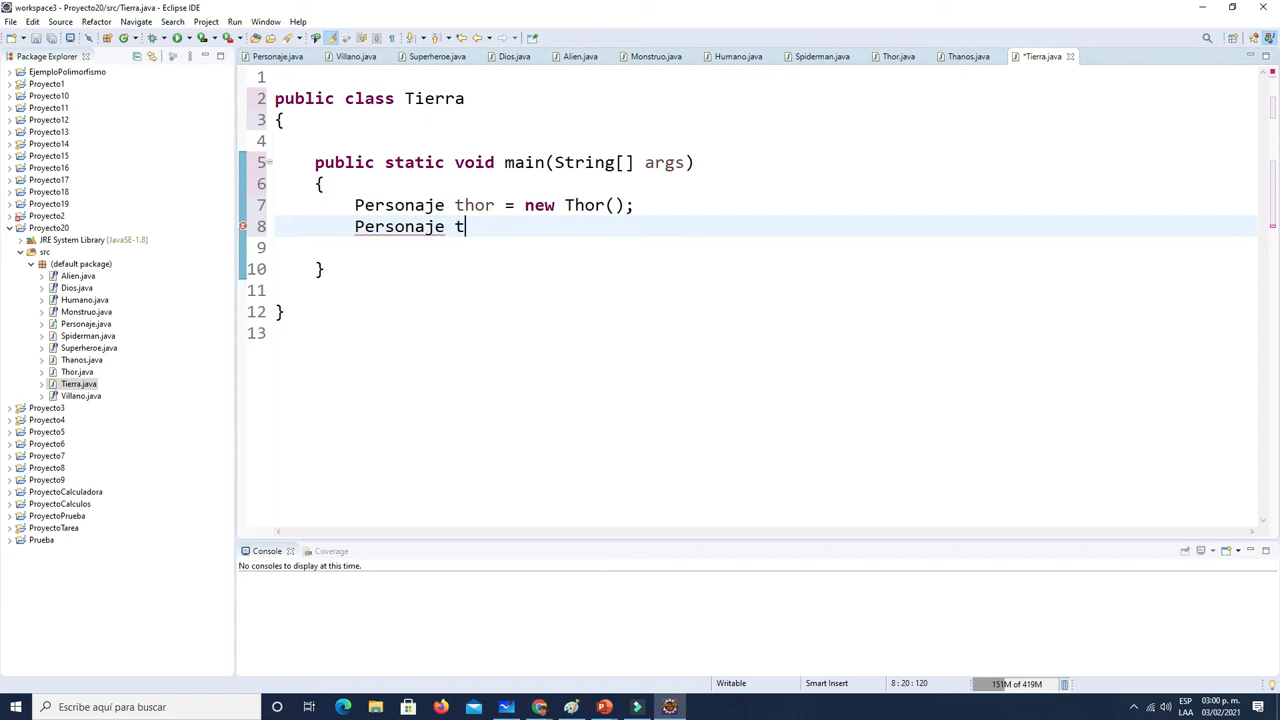 workspace3 - Proyecto20/src/Tierra.java - Eclipse IDE
File Edit Source Refactor Navigate Search Project Run Window Help
Package Explorer
Personaje.java Villano.java Superheroe.java Dios.java Alien.java Monstruo.java Humano.java Spiderman.java Thor.java Thanos.java *Tierra.java
EjemploPolimorfismo
Proyecto1
Proyecto10
Proyecto11
Proyecto12
Proyecto13
Proyecto14
Proyecto15
Proyecto16
Proyecto17
Proyecto18
Proyecto19
Proyecto2
Proyecto20
JRE System Library [JavaSE-1.8]
src
(default package)
Alien.java
Dios.java
Humano.java
Monstruo.java
Personaje.java
Spiderman.java
Superheroe.java
Thanos.java
Thor.java
Tierra.java
Villano.java
Proyecto3
Proyecto4
Proyecto5
Proyecto6
Proyecto7
Proyecto8
Proyecto9
ProyectoCalculadora
ProyectoCalculos
ProyectoPrueba
ProyectoTarea
Prueba
1
2 public class Tierra
3 {
4
5 public static void main(String[] args)
6 {
7 Personaje thor = new Thor();
8 Personaje t
9
10 }
11
12 }
13
Console Coverage
No consoles to display at this time.
Writable Smart Insert 8 : 20 : 120 151M of 419M
Escribe aquí para buscar
ESP 03:00 p. m.
LAA 03/02/2021